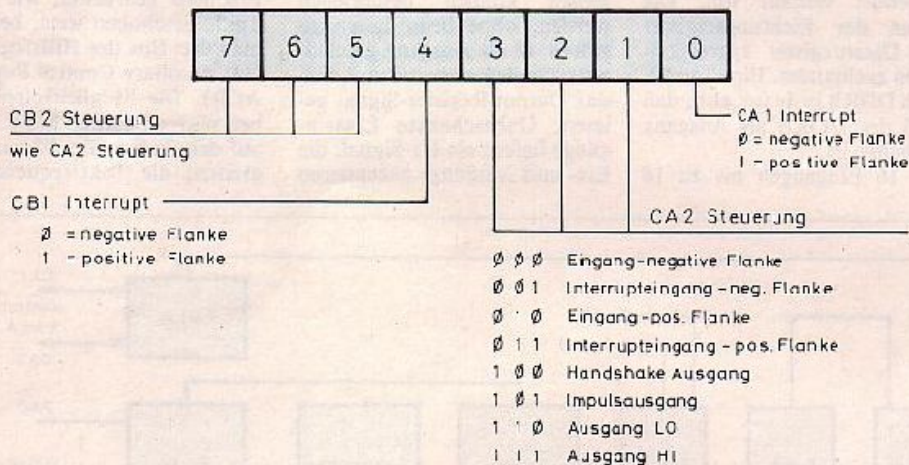 7 6 5 4 3 2 1 0
CB2 Steuerung
wie CA2 Steuerung
CB1 Interrupt
Ø = negative Flanke
1 - positive Flanke
CA1 Interrupt
Ø = negative Flanke
1 - positive Flanke
CA2 Steuerung
Ø Ø Ø Eingang-negative Flanke
Ø Ø 1 Interrupteingang-neg. Flanke
Ø 1 Ø Eingang-pos. Flanke
Ø 1 1 Interrupteingang-pos. Flanke
1 Ø Ø Handshake Ausgang
1 Ø 1 Impulsausgang
1 1 Ø Ausgang LO
1 1 1 Ausgang HI